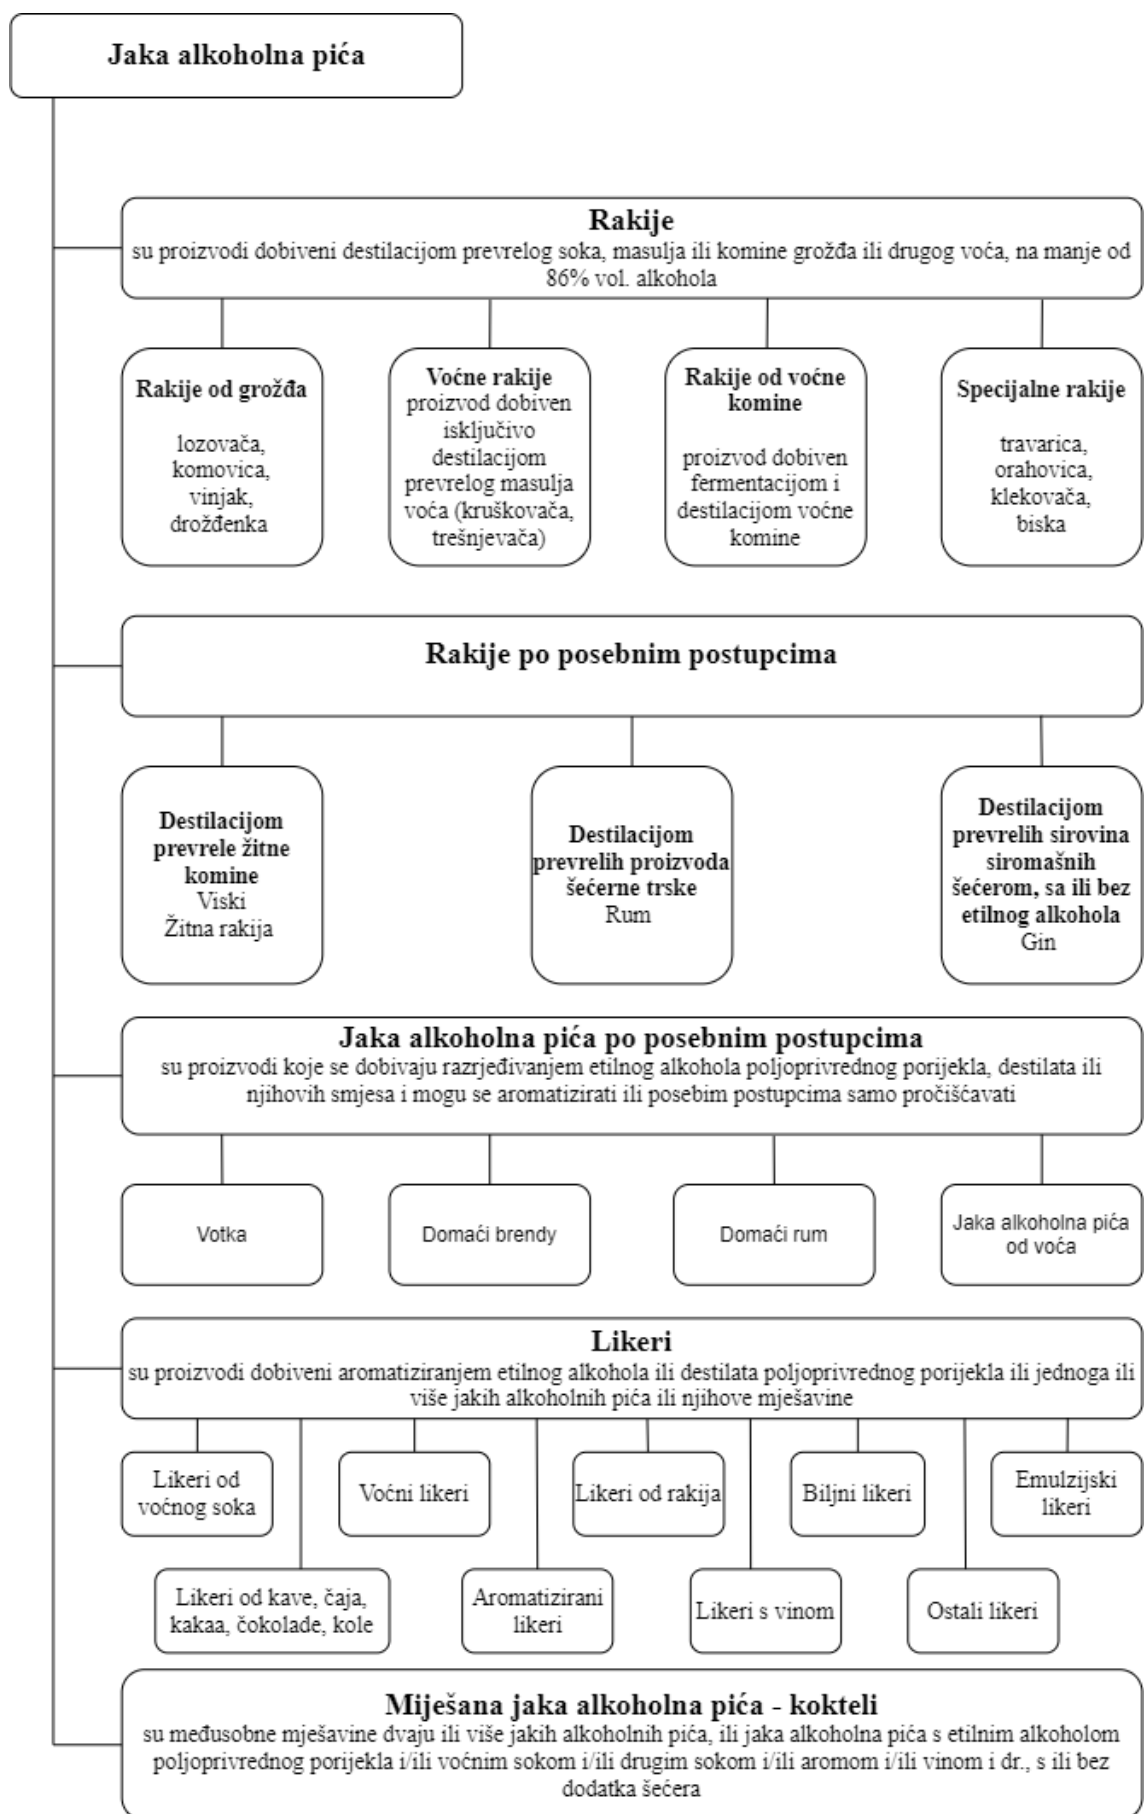 Jaka alkoholna pića
Rakije
su proizvodi dobiveni destilacijom prevrelog soka, masulja ili komine grožđa ili drugog voća, na manje od
86% vol. alkohola
Rakije od grožđa
lozovača,
komovica,
vinjak,
drožđenka
Voćne rakije
proizvod dobiven
isključivo
destilacijom
prevrelog masulja
voća (kruškovača,
trešnjevača)
Rakije od voćne
komine
proizvod dobiven
fermentacijom i
destilacijom voćne
komine
Specijalne rakije
travarica,
orahovica,
klekovača,
biska
Rakije po posebnim postupcima
Destilacijom
prevrele žitne
komine
Viski
Žitna rakija
Destilacijom
prevrelih proizvoda
šećerne trske
Rum
Destilacijom
prevrelih sirovina
siromašnih
šećerom, sa ili bez
etilnog alkohola
Gin
Jaka alkoholna pića po posebnim postupcima
su proizvodi koje se dobivaju razrjeđivanjem etilnog alkohola poljoprivrednog porijekla, destilata ili
njihovih smjesa i mogu se aromatizirati ili posebim postupcima samo pročišćavati
Votka
Domaći brendy
Domaći rum
Jaka alkoholna pića
od voća
Likeri
su proizvodi dobiveni aromatiziranjem etilnog alkohola ili destilata poljoprivrednog porijekla ili jednoga ili
više jakih alkoholnih pića ili njihove mješavine
Likeri od
voćnog soka
Voćni likeri
Likeri od rakija
Biljni likeri
Emulzijski
likeri
Likeri od kave, čaja,
kakaa, čokolade, kole
Aromatizirani
likeri
Likeri s vinom
Ostali likeri
Miješana jaka alkoholna pića - kokteli
su međusobne mješavine dvaju ili više jakih alkoholnih pića, ili jaka alkoholna pića s etilnim alkoholom
poljoprivrednog porijekla i/ili voćnim sokom i/ili drugim sokom i/ili aromom i/ili vinom i dr., s ili bez
dodatka šećera